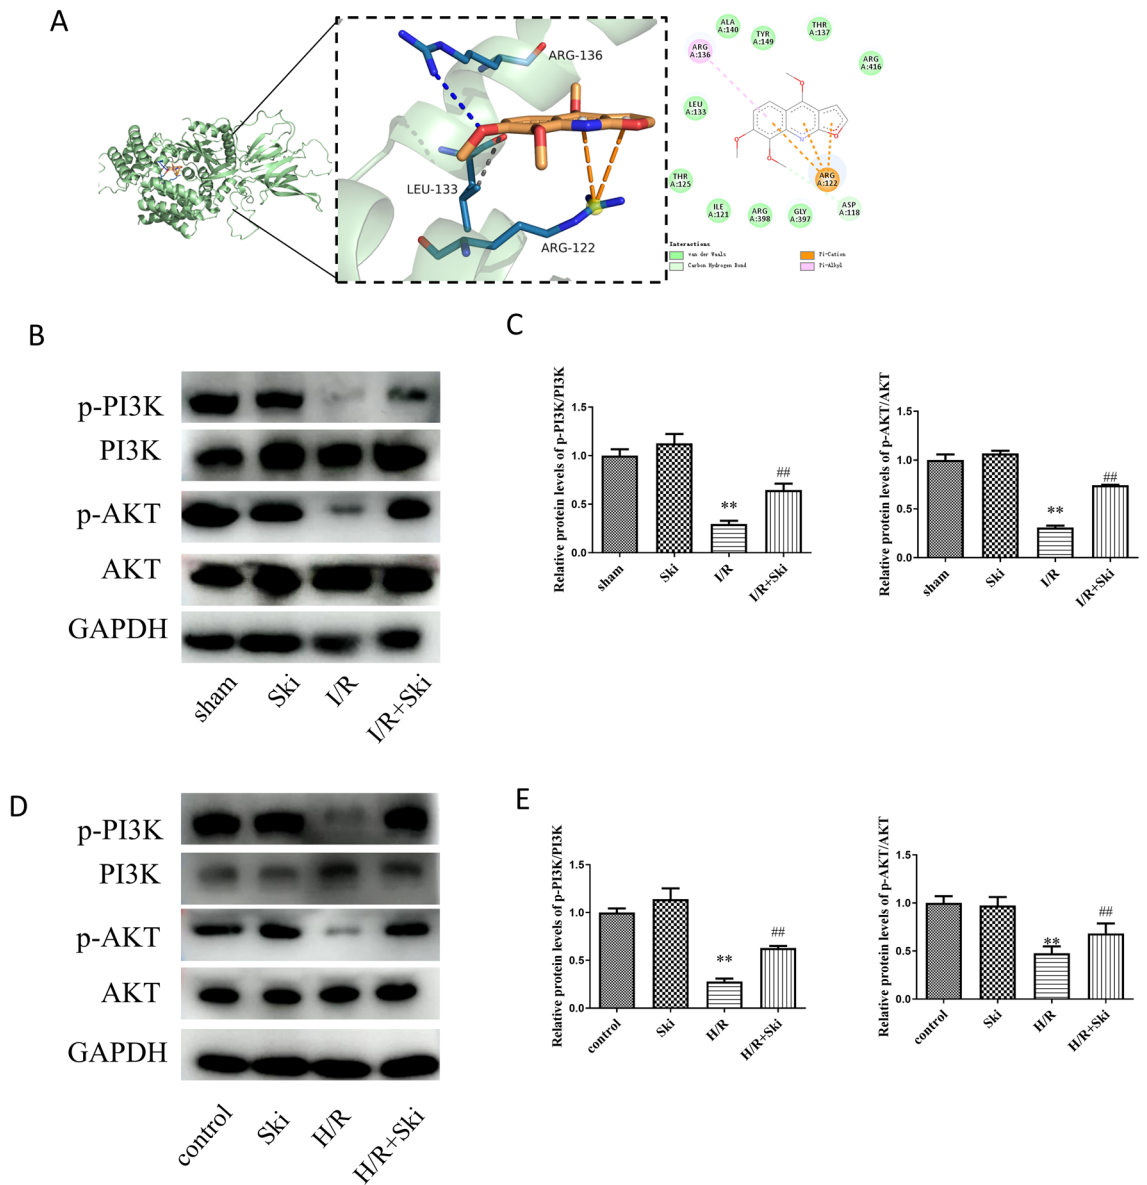 A
ARG-136
LEU-133
ARG-122
ALA
A:140
TYR
A:149
THR
A:137
ARG
A:136
ARG
A:416
LEU
A:133
THR
A:125
ILE
A:121
ARG
A:398
GLY
A:397
ARG
A:122
ASP
A:118
O
O
O
O
N
Interactions
van der Waals
Carbon Hydrogen Bond
Pi-Cation
Pi-Alkyl
B
p-PI3K
PI3K
p-AKT
AKT
GAPDH
sham
Ski
I/R
I/R+Ski
C
Relative protein levels of p-PI3K/PI3K
1.5
1.0
0.5
0.0
**
##
sham
Ski
I/R
I/R+Ski
Relative protein levels of p-AKT/AKT
1.5
1.0
0.5
0.0
**
##
sham
Ski
I/R
I/R+Ski
D
p-PI3K
PI3K
p-AKT
AKT
GAPDH
control
Ski
H/R
H/R+Ski
E
Relative protein levels of p-PI3K/PI3K
1.5
1.0
0.5
0.0
**
##
control
Ski
H/R
H/R+Ski
Relative protein levels of p-AKT/AKT
1.5
1.0
0.5
0.0
**
##
control
Ski
H/R
H/R+Ski